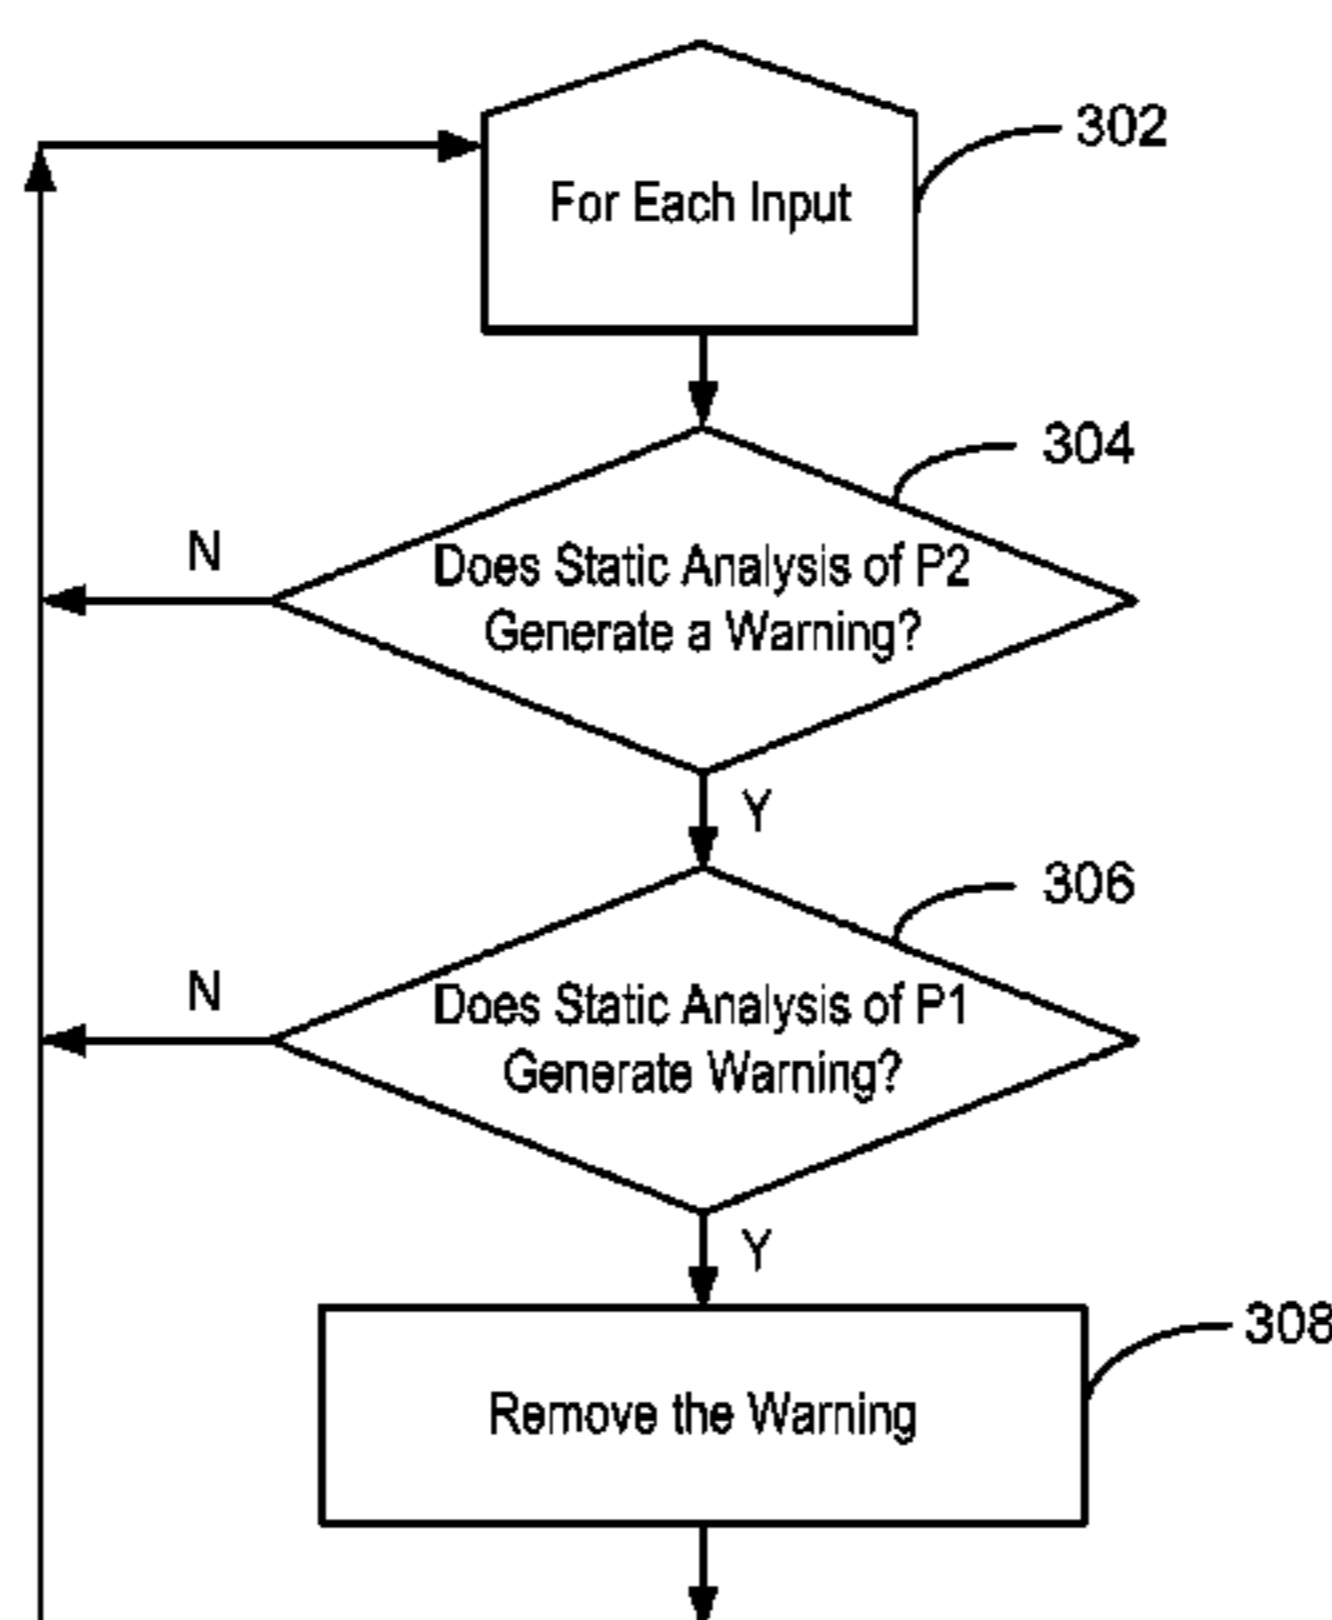 302
For Each Input
304
N
Does Static Analysis of P2
Generate a Warning?
Y
306
N
Does Static Analysis of P1
Generate Warning?
Y
308
Remove the Warning